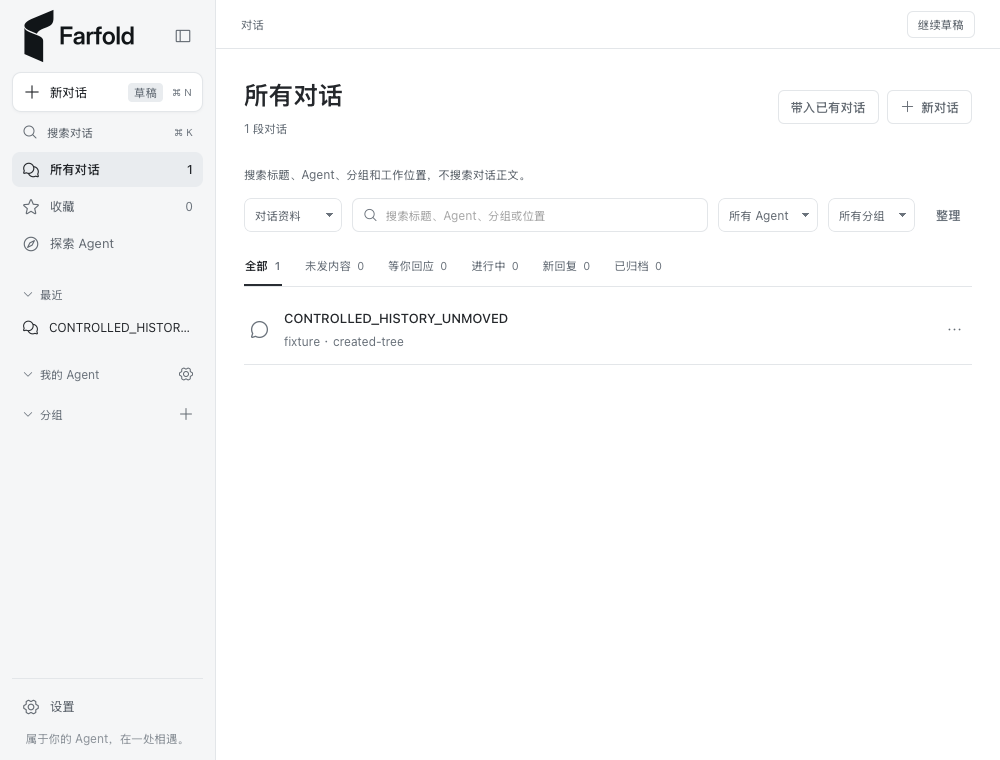 Farfold
新对话 草稿 ⌘ N
搜索对话 ⌘ K
所有对话 1
收藏 0
探索 Agent
最近
CONTROLLED_HISTOR...
我的 Agent
分组
设置
属于你的 Agent，在一处相遇。
对话 继续草稿
所有对话
1 段对话
带入已有对话 新对话
搜索标题、Agent、分组和工作位置，不搜索对话正文。
对话资料 搜索标题、Agent、分组或位置 所有 Agent 所有分组 整理
全部 1 未发内容 0 等你回应 0 进行中 0 新回复 0 已归档 0
CONTROLLED_HISTORY_UNMOVED
fixture · created-tree